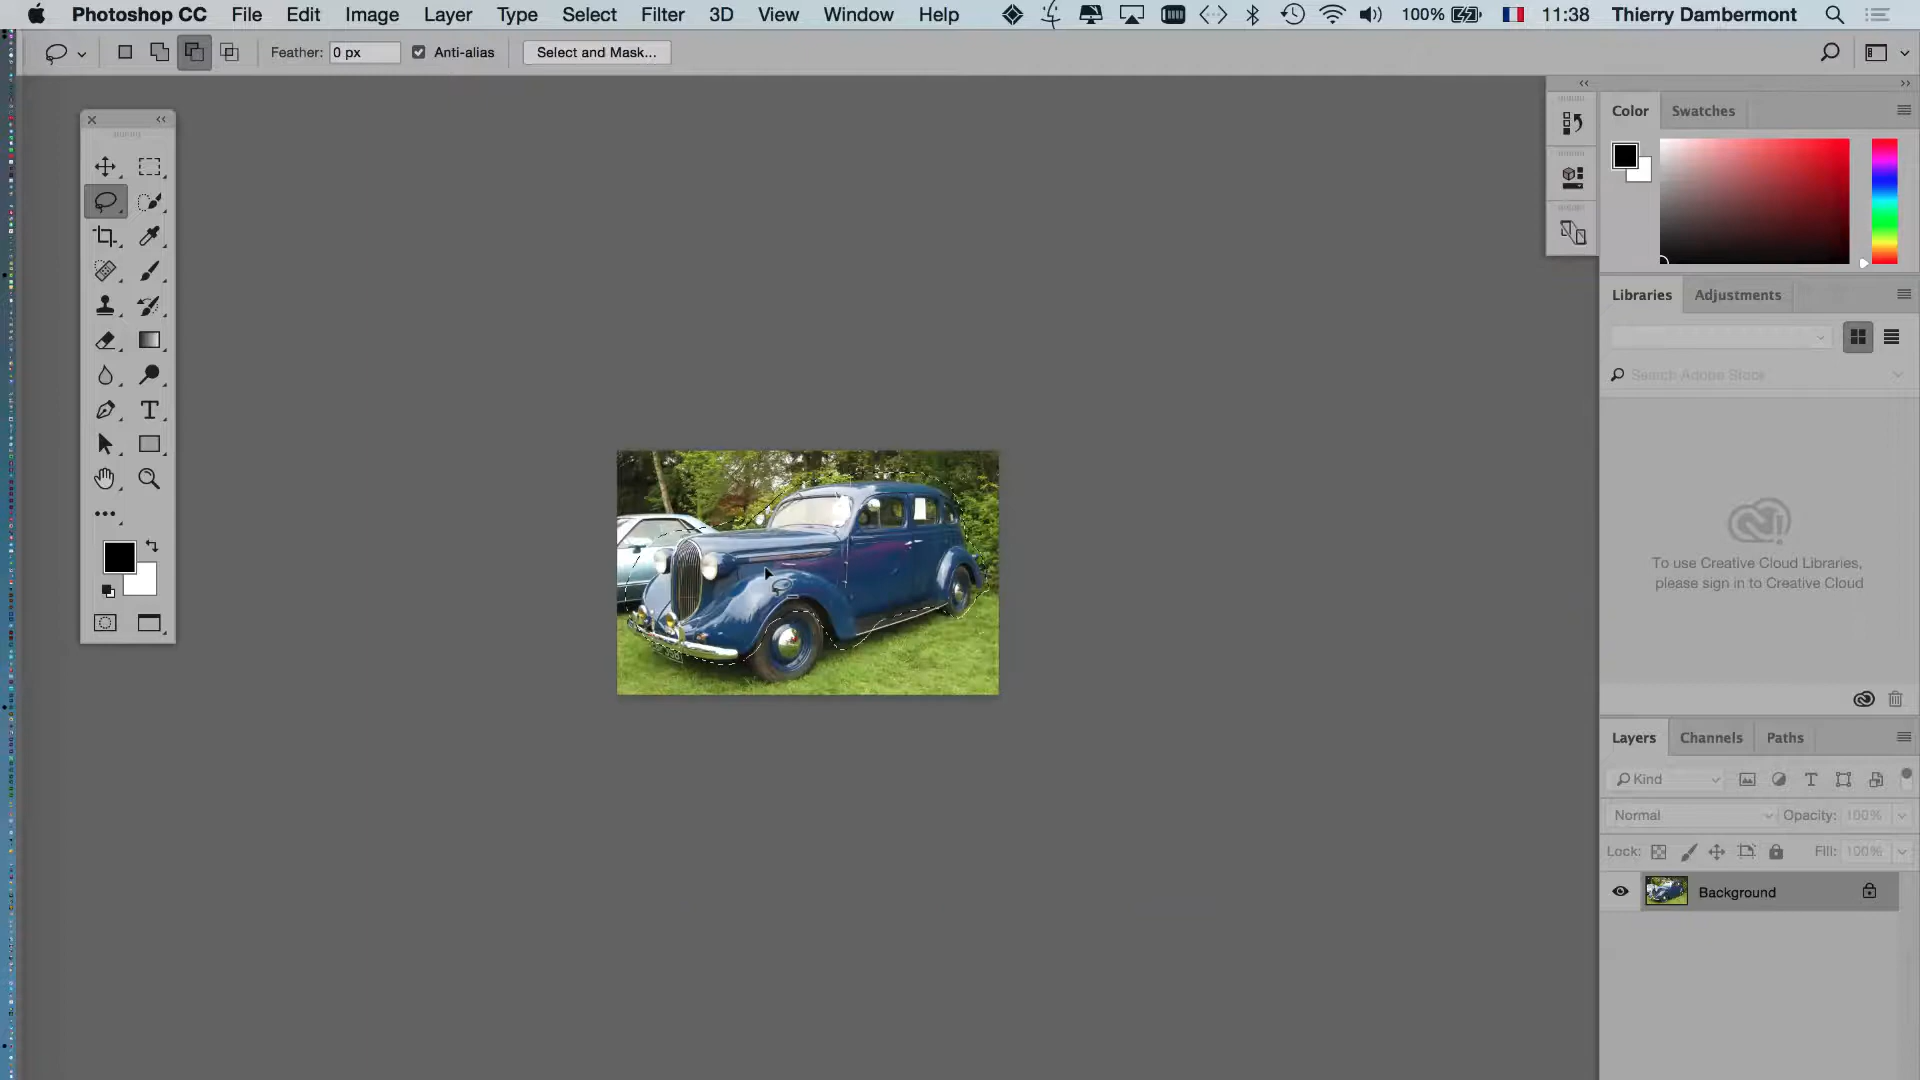 Photoshop CC File Edit Image Layer Type Select Filter 3D View Window Help 100% 11:38 Thierry Dambermont
Feather: 0 px Anti-alias Select and Mask...
Color Swatches
Libraries Adjustments
Search Adobe Stock
To use Creative Cloud Libraries,
please sign in to Creative Cloud
Layers Channels Paths
Kind
Normal Opacity: 100%
Lock: Fill: 100%
Background